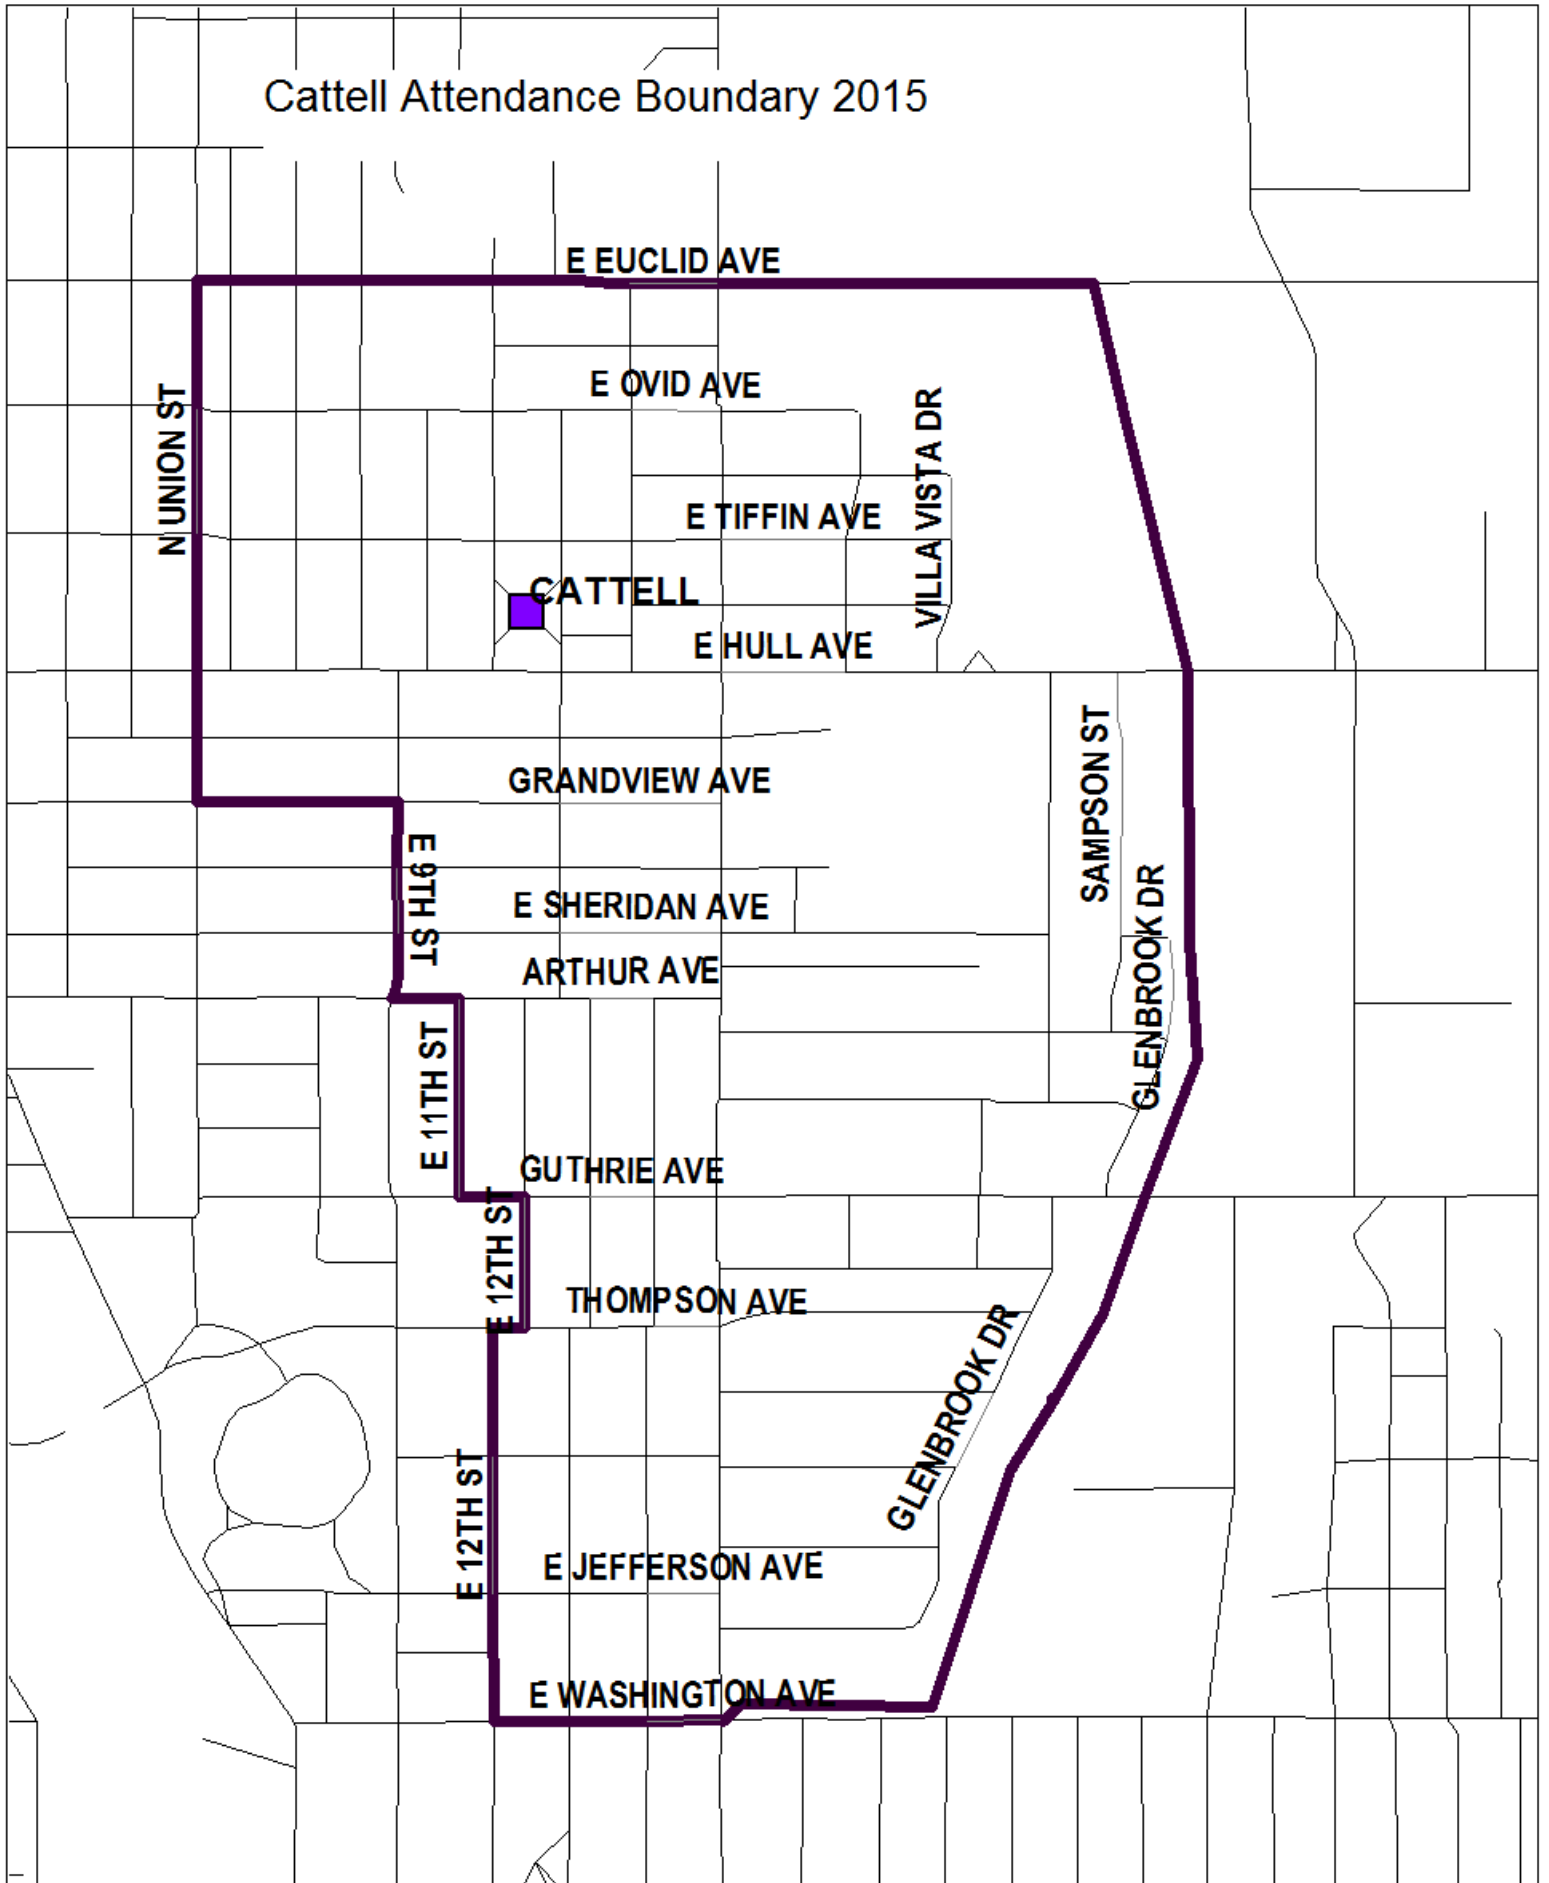 Cattell Attendance Boundary 2015
E EUCLID AVE
E OVID AVE
N UNION ST
VILLA VISTA DR
E TIFFIN AVE
CATTELL
E HULL AVE
SAMPSON ST
GRANDVIEW AVE
E 9TH ST
GLENBROOK DR
E SHERIDAN AVE
ARTHUR AVE
E 11TH ST
GUTHRIE AVE
E 12TH ST
THOMPSON AVE
GLENBROOK DR
E 12TH ST
E JEFFERSON AVE
E WASHINGTON AVE